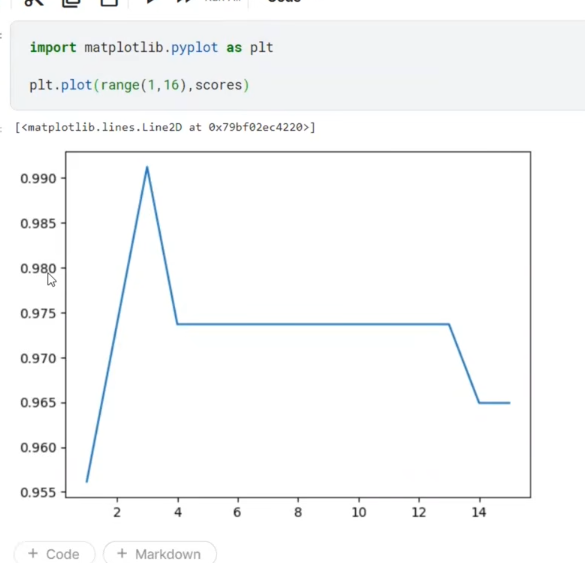 import matplotlib.pyplot as plt
plt.plot(range(1,16),scores)
[<matplotlib.lines.Line2D at 0x79bf02ec4220>]
0.990
0.985
0.980
0.975
0.970
0.965
0.960
0.955
2 4 6 8 10 12 14
+ Code + Markdown